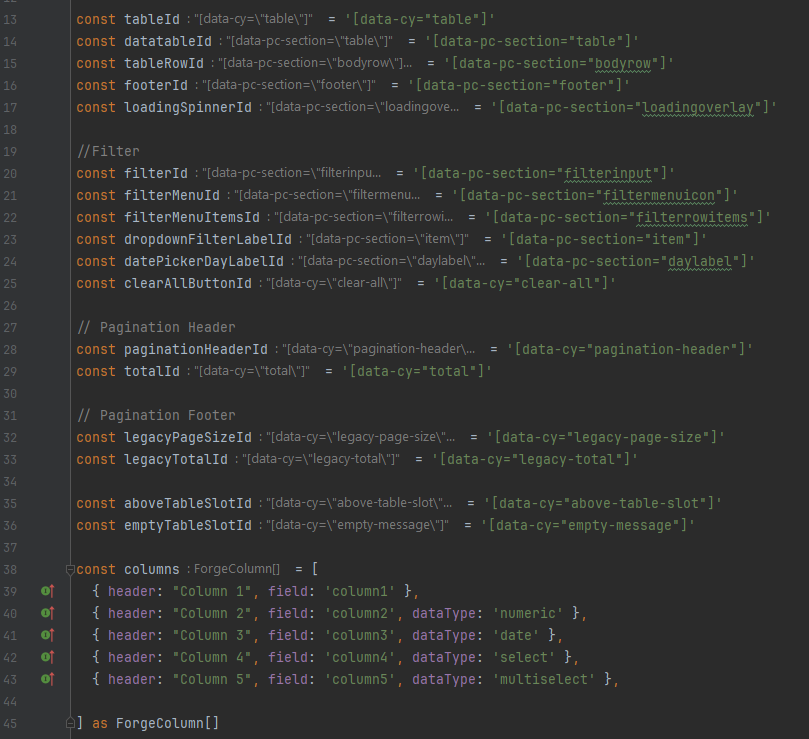 13 const tableId : "[data-cy=\"table\"]" = '[data-cy="table"]'
14 const datatableId : "[data-pc-section=\"table\"]" = '[data-pc-section="table"]'
15 const tableRowId : "[data-pc-section=\"bodyrow\"]… = '[data-pc-section="bodyrow"]'
16 const footerId : "[data-pc-section=\"footer\"]" = '[data-pc-section="footer"]'
17 const loadingSpinnerId : "[data-pc-section=\"loadingove… = '[data-pc-section="loadingoverlay"]'
18
19 //Filter
20 const filterId : "[data-pc-section=\"filterinpu… = '[data-pc-section="filterinput"]'
21 const filterMenuId : "[data-pc-section=\"filtermenu… = '[data-pc-section="filtermenuicon"]'
22 const filterMenuItemsId : "[data-pc-section=\"filterrowi… = '[data-pc-section="filterrowitems"]'
23 const dropdownFilterLabelId : "[data-pc-section=\"item\"]" = '[data-pc-section="item"]'
24 const datePickerDayLabelId : "[data-pc-section=\"daylabel\"… = '[data-pc-section="daylabel"]'
25 const clearAllButtonId : "[data-cy=\"clear-all\"]" = '[data-cy="clear-all"]'
26
27 // Pagination Header
28 const paginationHeaderId : "[data-cy=\"pagination-header\… = '[data-cy="pagination-header"]'
29 const totalId : "[data-cy=\"total\"]" = '[data-cy="total"]'
30
31 // Pagination Footer
32 const legacyPageSizeId : "[data-cy=\"legacy-page-size\"… = '[data-cy="legacy-page-size"]'
33 const legacyTotalId : "[data-cy=\"legacy-total\"]" = '[data-cy="legacy-total"]'
34
35 const aboveTableSlotId : "[data-cy=\"above-table-slot\"… = '[data-cy="above-table-slot"]'
36 const emptyTableSlotId : "[data-cy=\"empty-message\"]" = '[data-cy="empty-message"]'
37
38 const columns : ForgeColumn[] = [
39 { header: "Column 1", field: 'column1' },
40 { header: "Column 2", field: 'column2', dataType: 'numeric' },
41 { header: "Column 3", field: 'column3', dataType: 'date' },
42 { header: "Column 4", field: 'column4', dataType: 'select' },
43 { header: "Column 5", field: 'column5', dataType: 'multiselect' },
44
45 ] as ForgeColumn[]